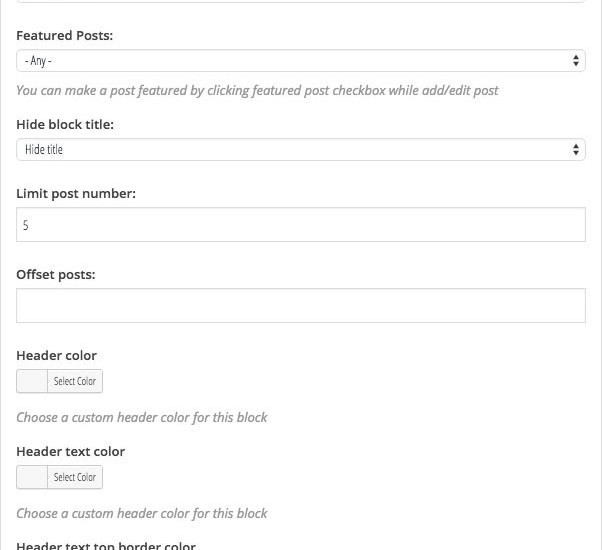 Featured Posts:
- Any -
You can make a post featured by clicking featured post checkbox while add/edit post
Hide block title:
Hide title
Limit post number:
5
Offset posts:
Header color
Select Color
Choose a custom header color for this block
Header text color
Select Color
Choose a custom header color for this block
Header text top border color